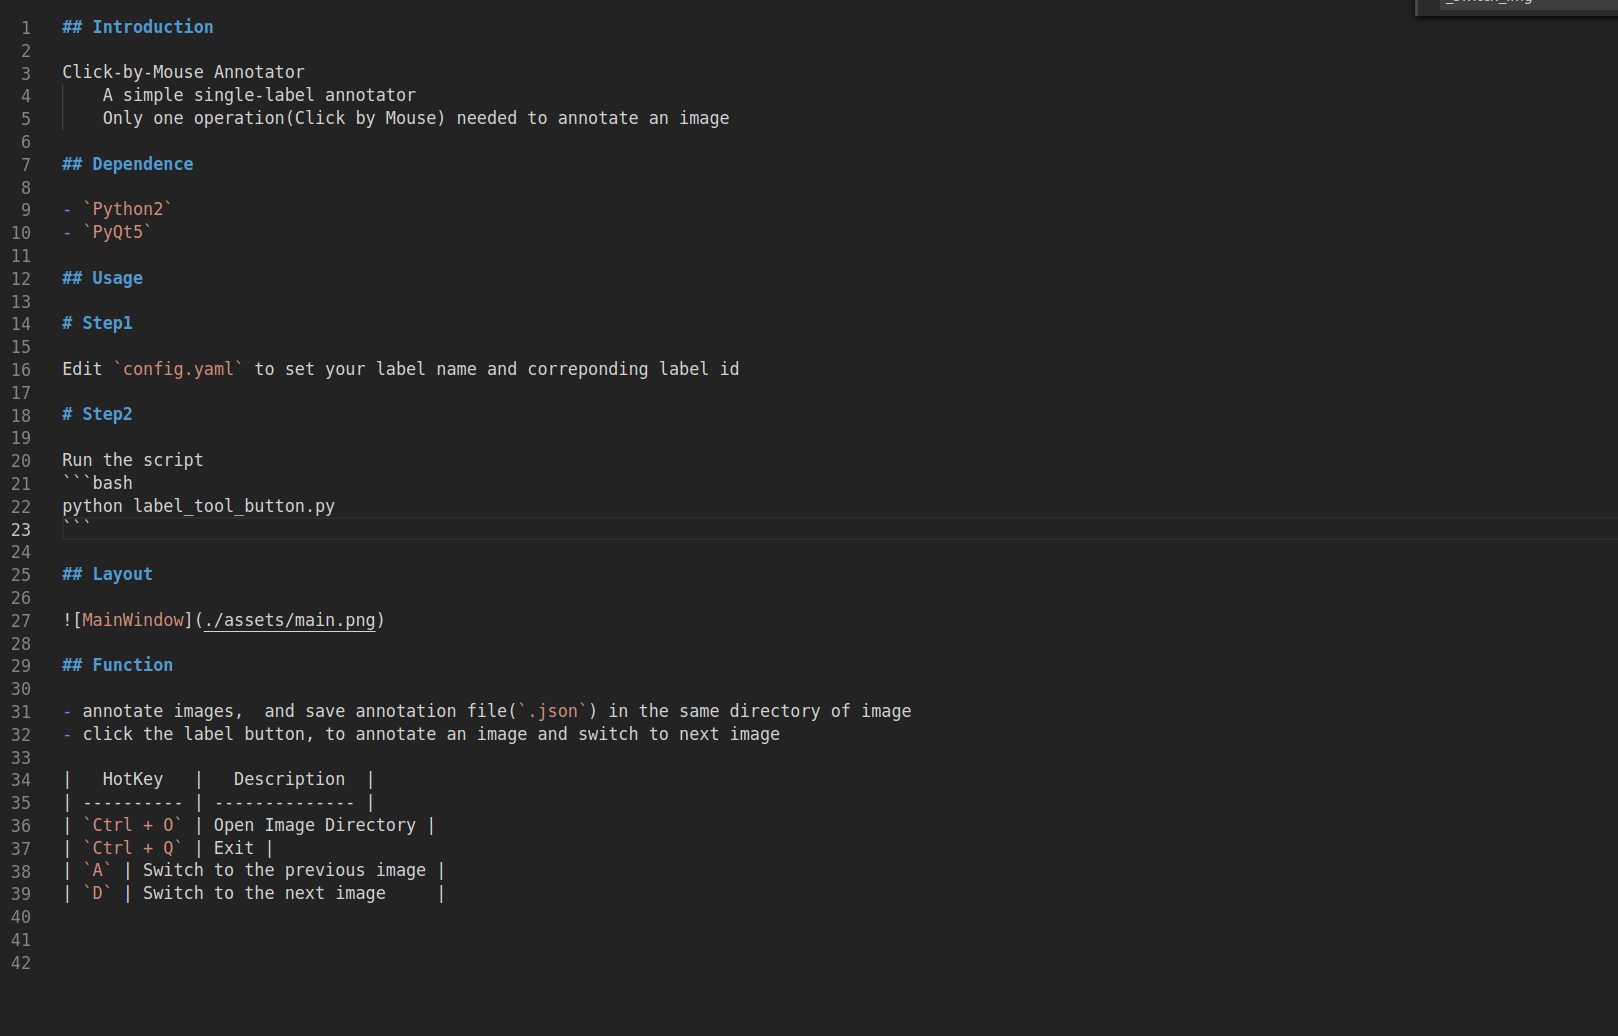 1 ## Introduction
2
3 Click-by-Mouse Annotator
4     A simple single-label annotator
5     Only one operation(Click by Mouse) needed to annotate an image
6
7 ## Dependence
8
9 - `Python2`
10 - `PyQt5`
11
12 ## Usage
13
14 # Step1
15
16 Edit `config.yaml` to set your label name and correponding label id
17
18 # Step2
19
20 Run the script
21 ```bash
22 python label_tool_button.py
23 ```
24
25 ## Layout
26
27 ![MainWindow](./assets/main.png)
28
29 ## Function
30
31 - annotate images,  and save annotation file(`.json`) in the same directory of image
32 - click the label button, to annotate an image and switch to next image
33
34 |   HotKey   |   Description  |
35 | ---------- | -------------- |
36 | `Ctrl + O` | Open Image Directory |
37 | `Ctrl + Q` | Exit |
38 | `A` | Switch to the previous image |
39 | `D` | Switch to the next image     |
40
41
42